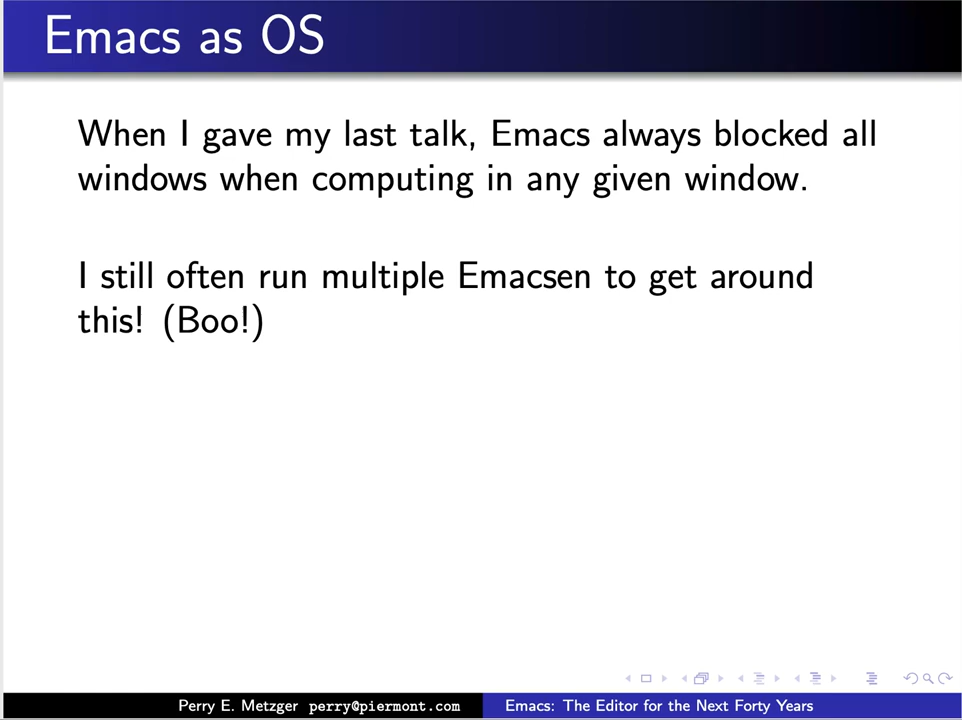 Emacs as OS
When I gave my last talk, Emacs always blocked all
windows when computing in any given window.
I still often run multiple Emacsen to get around
this! (Boo!)
Perry E. Metzger perry@piermont.com Emacs: The Editor for the Next Forty Years